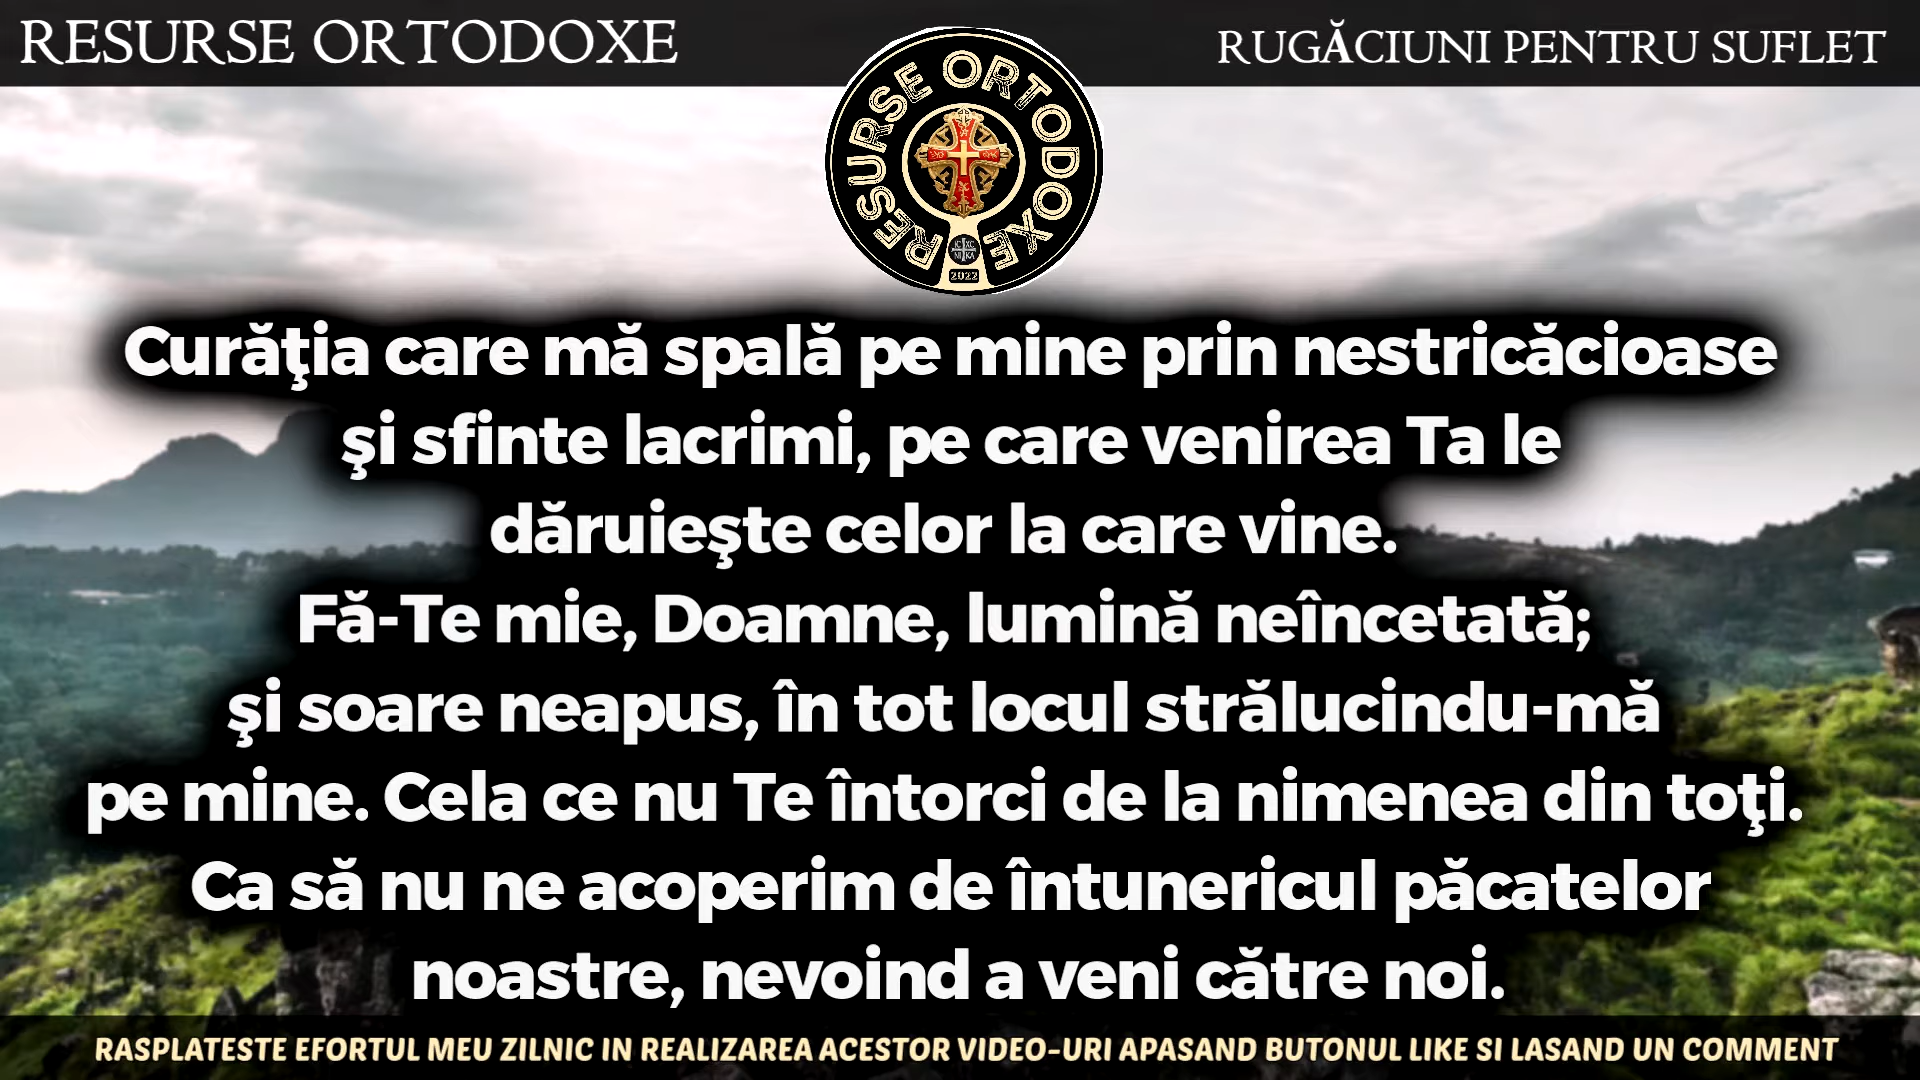 RESURSE ORTODOXE
RUGĂCIUNI PENTRU SUFLET
RESURSE ORTODOXE
IC XC
NI KA
2022
Curăţia care mă spală pe mine prin nestricăcioase
şi sfinte lacrimi, pe care venirea Ta le
dăruieşte celor la care vine.
Fă-Te mie, Doamne, lumină neîncetată;
şi soare neapus, în tot locul strălucindu-mă
pe mine. Cela ce nu Te întorci de la nimenea din toţi.
Ca să nu ne acoperim de întunericul păcatelor
noastre, nevoind a veni către noi.
RASPLATESTE EFORTUL MEU ZILNIC IN REALIZAREA ACESTOR VIDEO-URI APASAND BUTONUL LIKE SI LASAND UN COMMENT